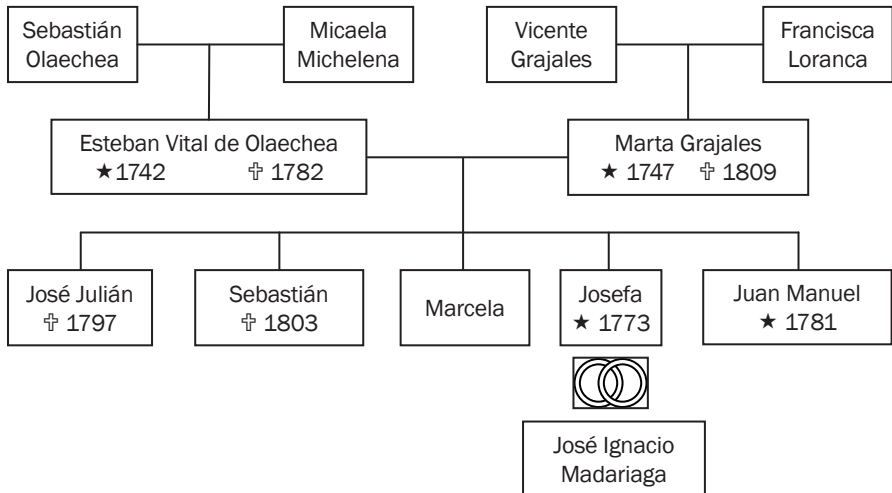 Sebastián
Olaechea
Micaela
Michelena
Vicente
Grajales
Francisca
Loranca
Esteban Vital de Olaechea
★ 1742 ✞ 1782
Marta Grajales
★ 1747 ✞ 1809
José Julián
✞ 1797
Sebastián
✞ 1803
Marcela
Josefa
★ 1773
Juan Manuel
★ 1781
José Ignacio
Madariaga